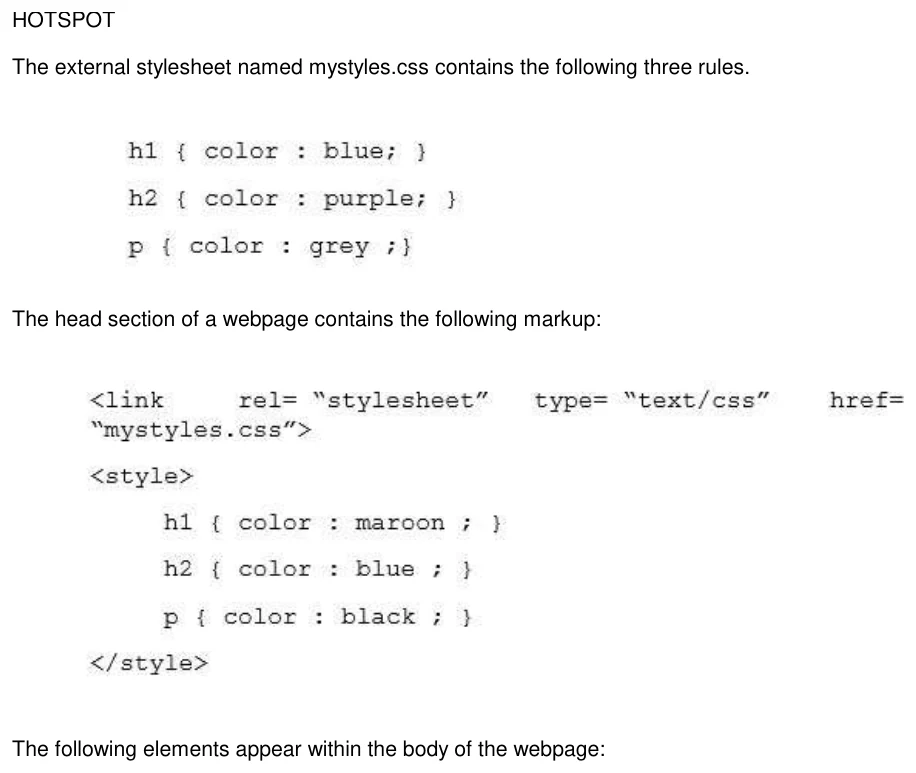 HOTSPOT
The external stylesheet named mystyles.css contains the following three rules.
h1 { color : blue; }
h2 { color : purple; }
p { color : grey ;}
The head section of a webpage contains the following markup:
<link rel= “stylesheet” type= “text/css” href=
“mystyles.css”>
<style>
h1 { color : maroon ; }
h2 { color : blue ; }
p { color : black ; }
</style>
The following elements appear within the body of the webpage: